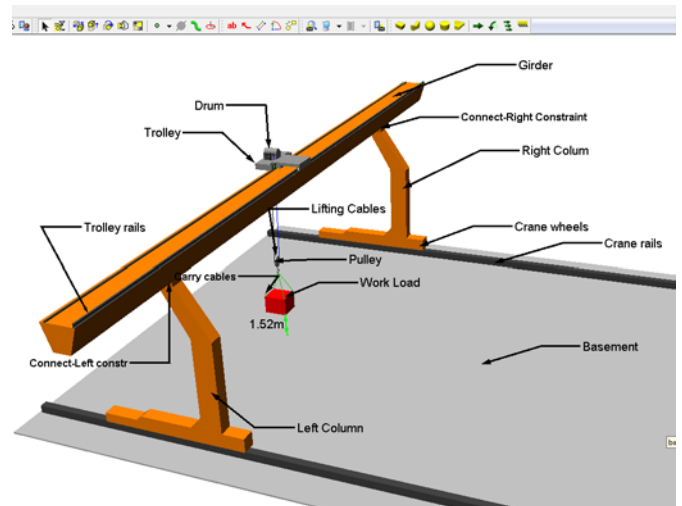 ab
Girder
Drum
Connect-Right Constraint
Trolley
Right Colum
Lifting Cables
Trolley rails
Crane wheels
Crane rails
Pulley
Carry cables
Work Load
1.52m
Basement
Connect-Left constr
Left Column